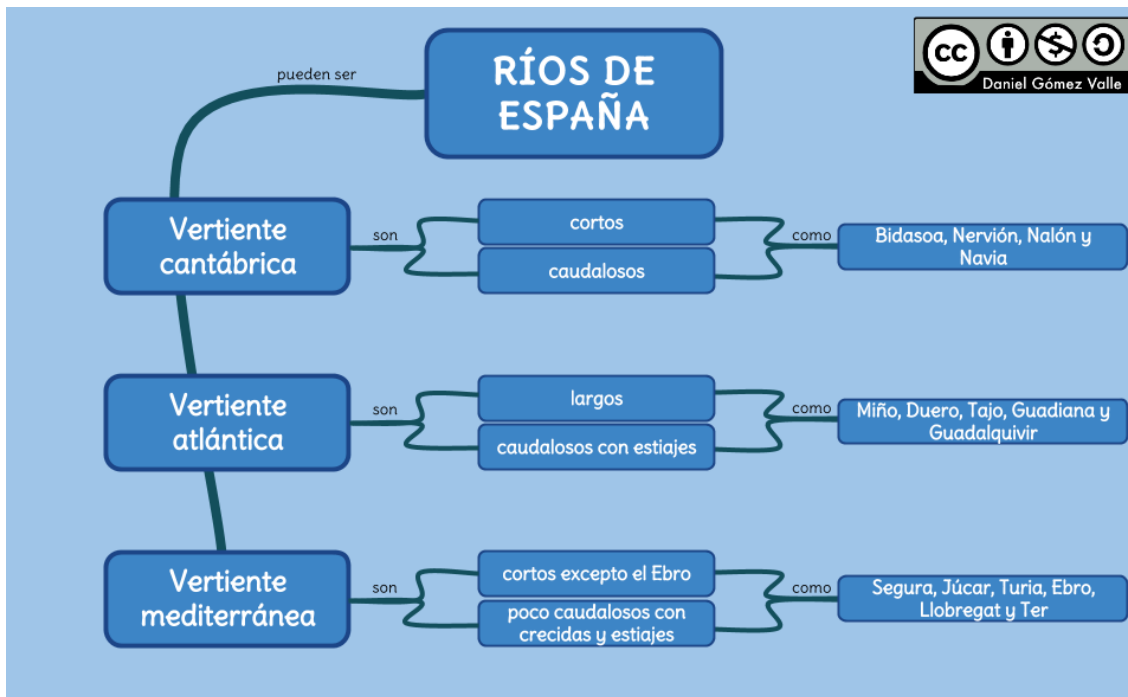 RÍOS DE
ESPAÑA
cc
Daniel Gómez Valle
pueden ser
Vertiente
cantábrica
son
cortos
caudalosos
como
Bidasoa, Nervión, Nalón y
Navia
Vertiente
atlántica
son
largos
caudalosos con estiajes
como
Miño, Duero, Tajo, Guadiana y
Guadalquivir
Vertiente
mediterránea
son
cortos excepto el Ebro
poco caudalosos con
crecidas y estiajes
como
Segura, Júcar, Turia, Ebro,
Llobregat y Ter